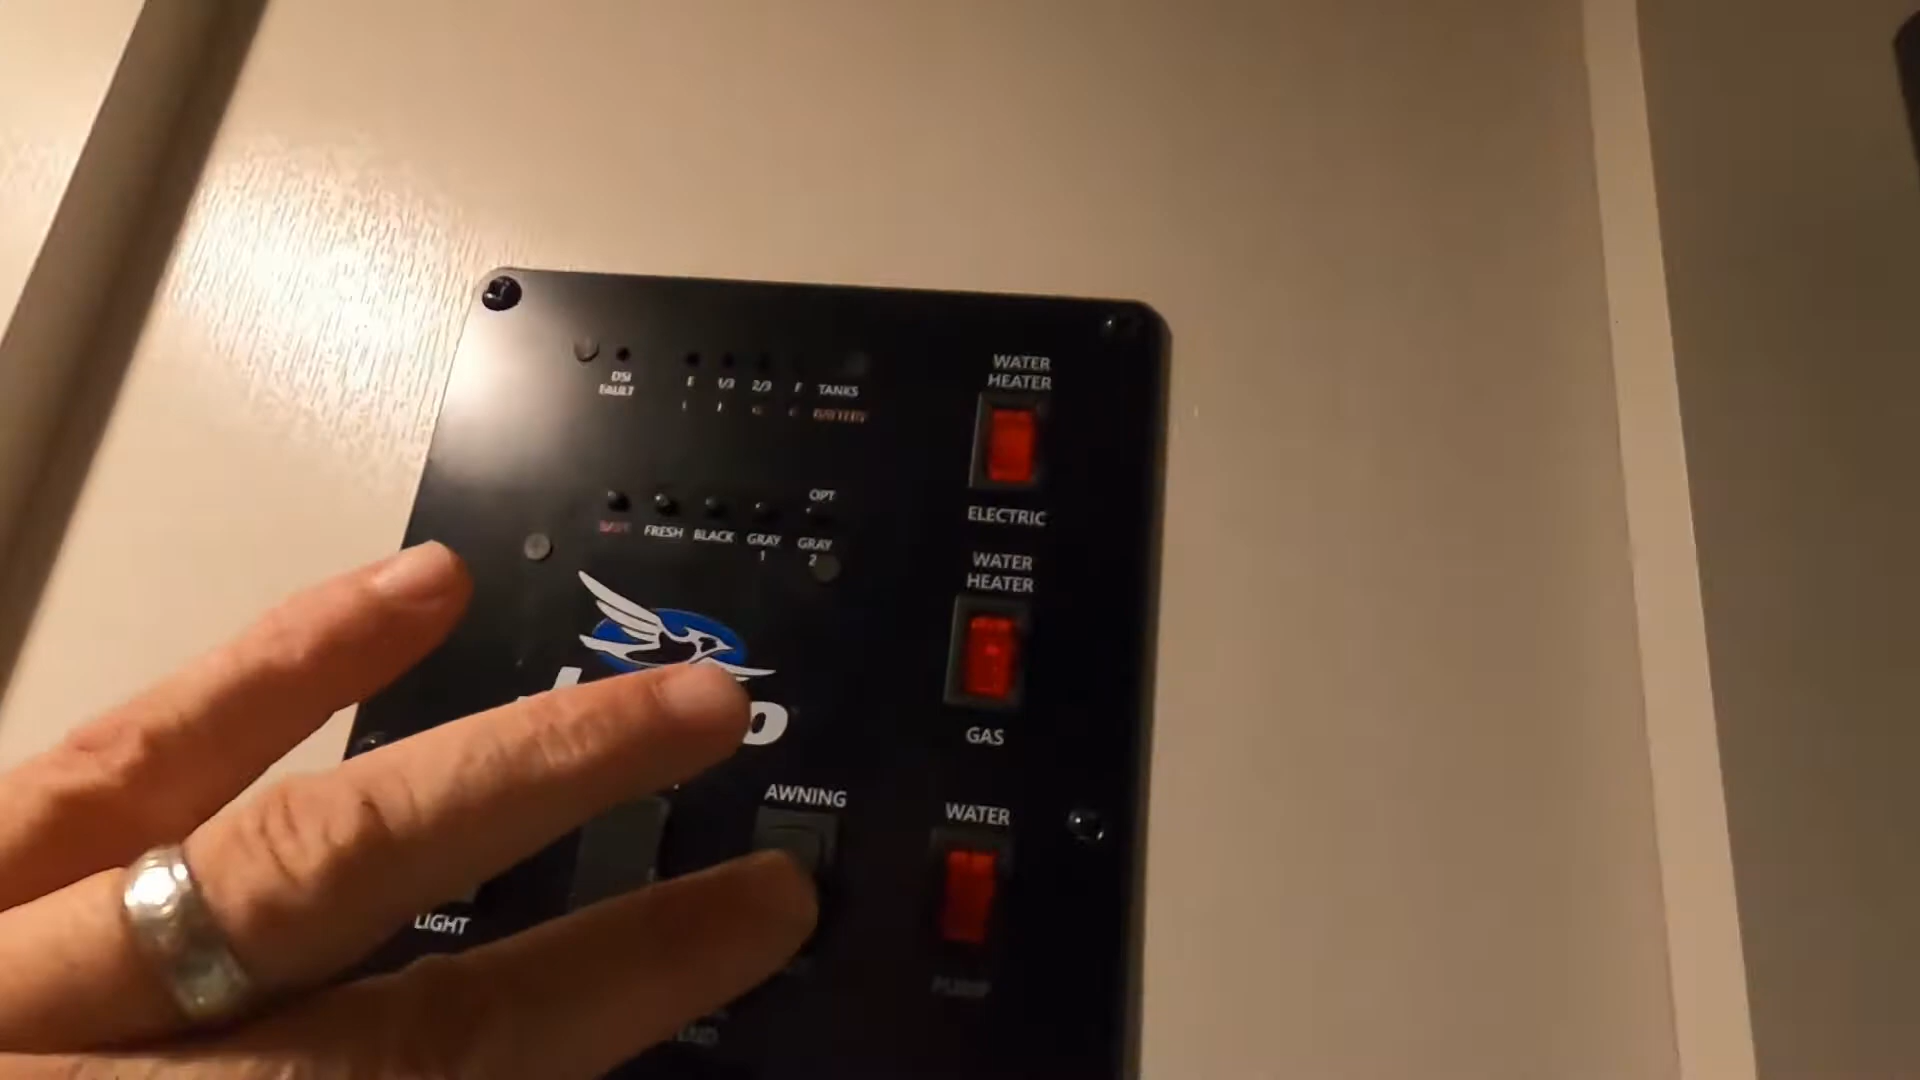 DSI
FAULT
E 1/3 2/3 F TANKS
WATER
HEATER
ELECTRIC
OPT
FRESH BLACK GRAY 1 GRAY 2
WATER
HEATER
GAS
AWNING
WATER
PUMP
LIGHT